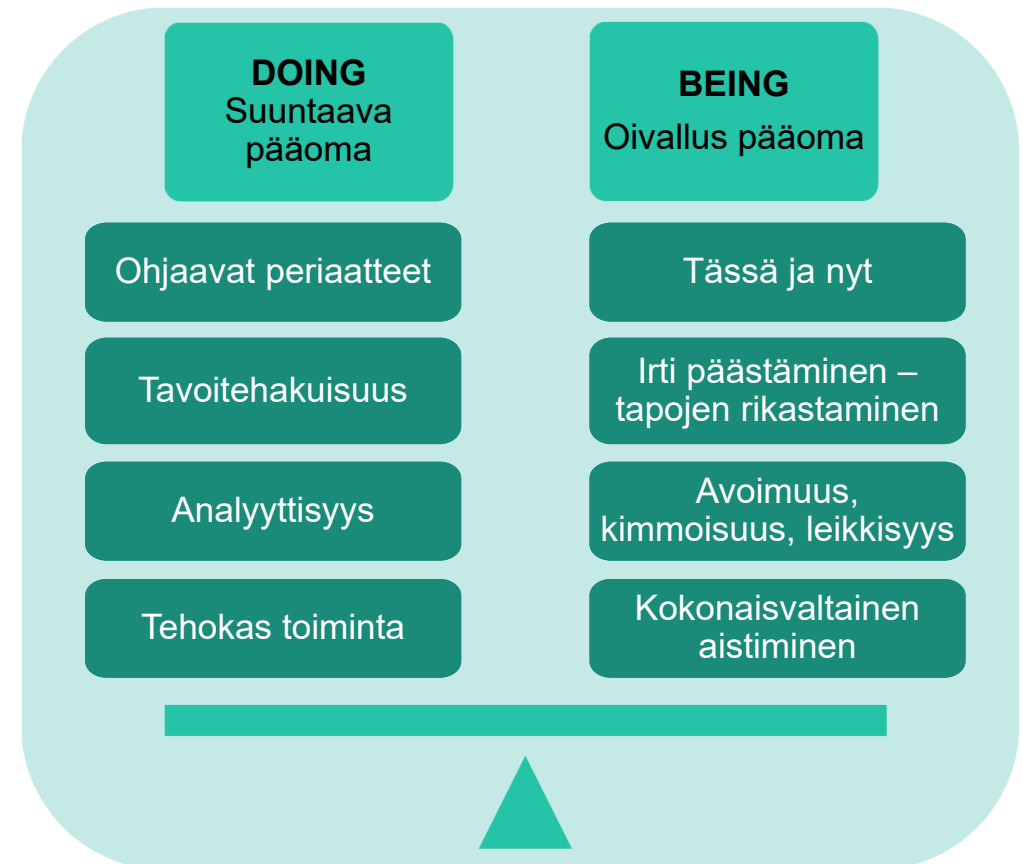 DOING
Suuntaava
pääoma
Ohjaavat periaatteet
Tavoitehakuisuus
Analyyttisyys
Tehokas toiminta
BEING
Oivallus pääoma
Tässä ja nyt
Irti päästäminen –
tapojen rikastaminen
Avoimuus,
kimmoisuus, leikkisyys
Kokonaisvaltainen
aistiminen